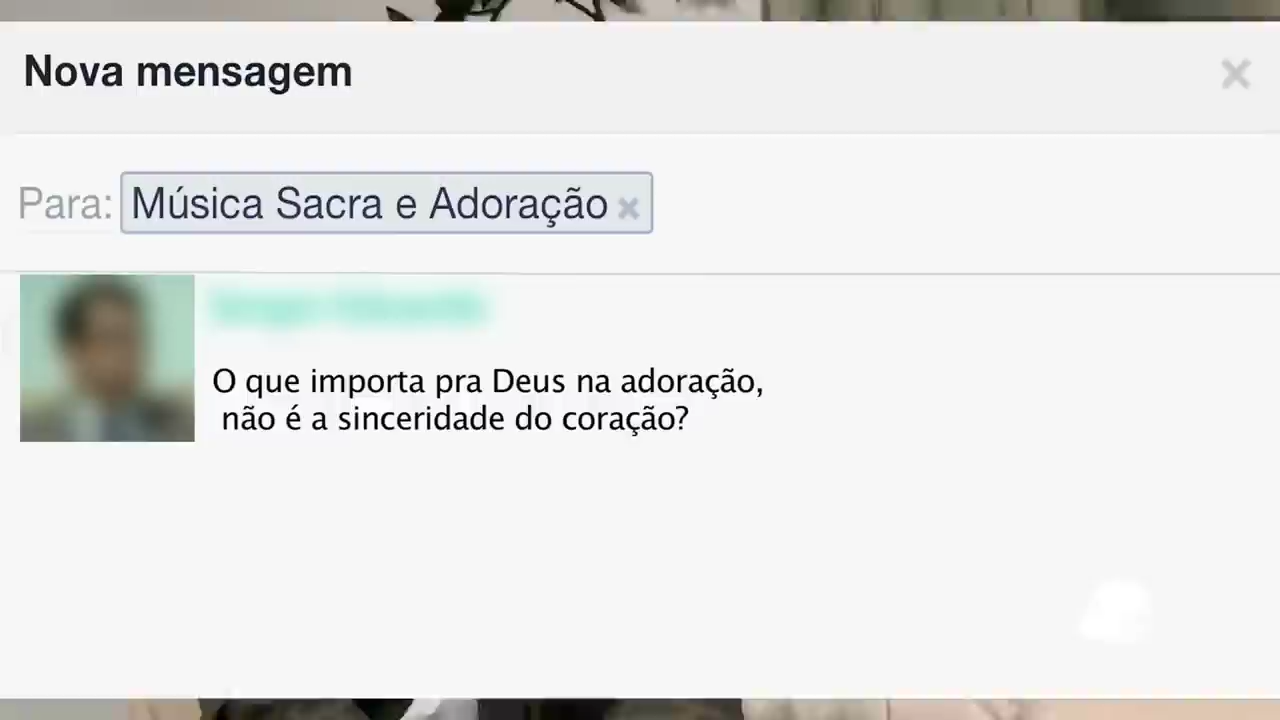 Nova mensagem
Para: Música Sacra e Adoração
O que importa pra Deus na adoração,
não é a sinceridade do coração?